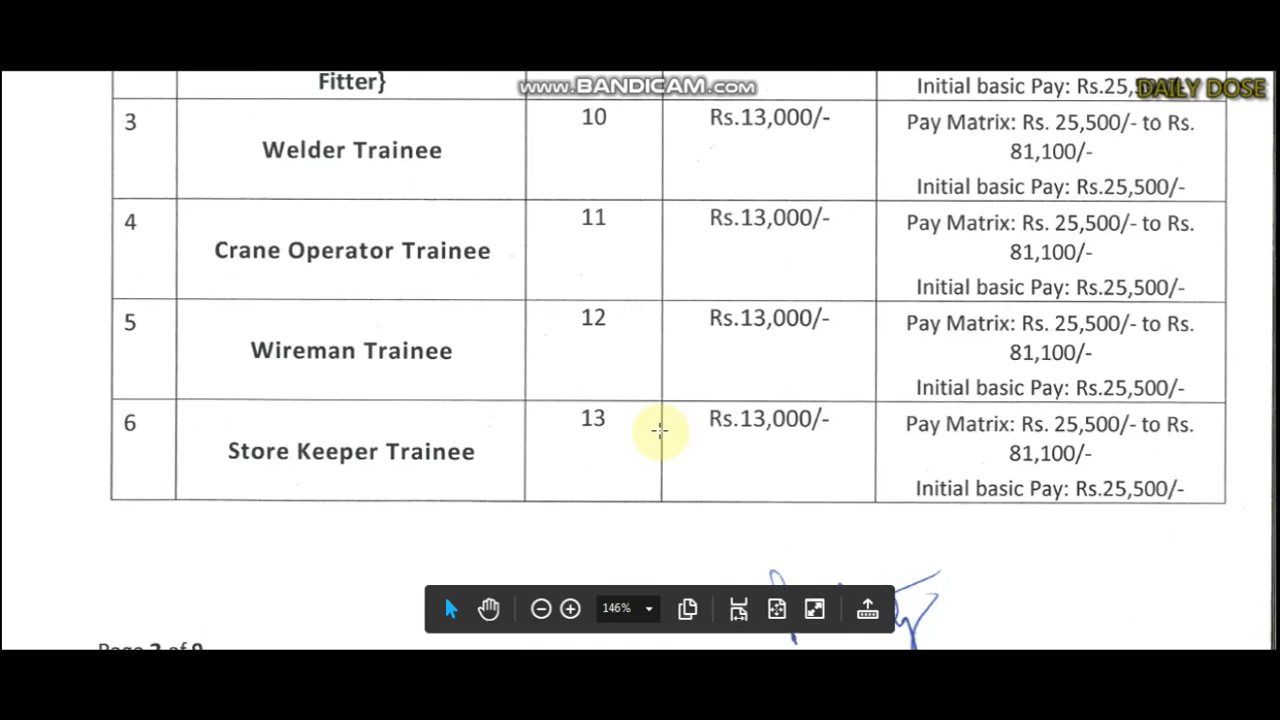 Fitter}
www.BANDICAM.com
Initial basic Pay: Rs.25,
DAILY DOSE
3
Welder Trainee
10
Rs.13,000/-
Pay Matrix: Rs. 25,500/- to Rs.
81,100/-
Initial basic Pay: Rs.25,500/-
4
Crane Operator Trainee
11
Rs.13,000/-
Pay Matrix: Rs. 25,500/- to Rs.
81,100/-
Initial basic Pay: Rs.25,500/-
5
Wireman Trainee
12
Rs.13,000/-
Pay Matrix: Rs. 25,500/- to Rs.
81,100/-
Initial basic Pay: Rs.25,500/-
6
Store Keeper Trainee
13
Rs.13,000/-
Pay Matrix: Rs. 25,500/- to Rs.
81,100/-
Initial basic Pay: Rs.25,500/-
146%
Page 2 of 9